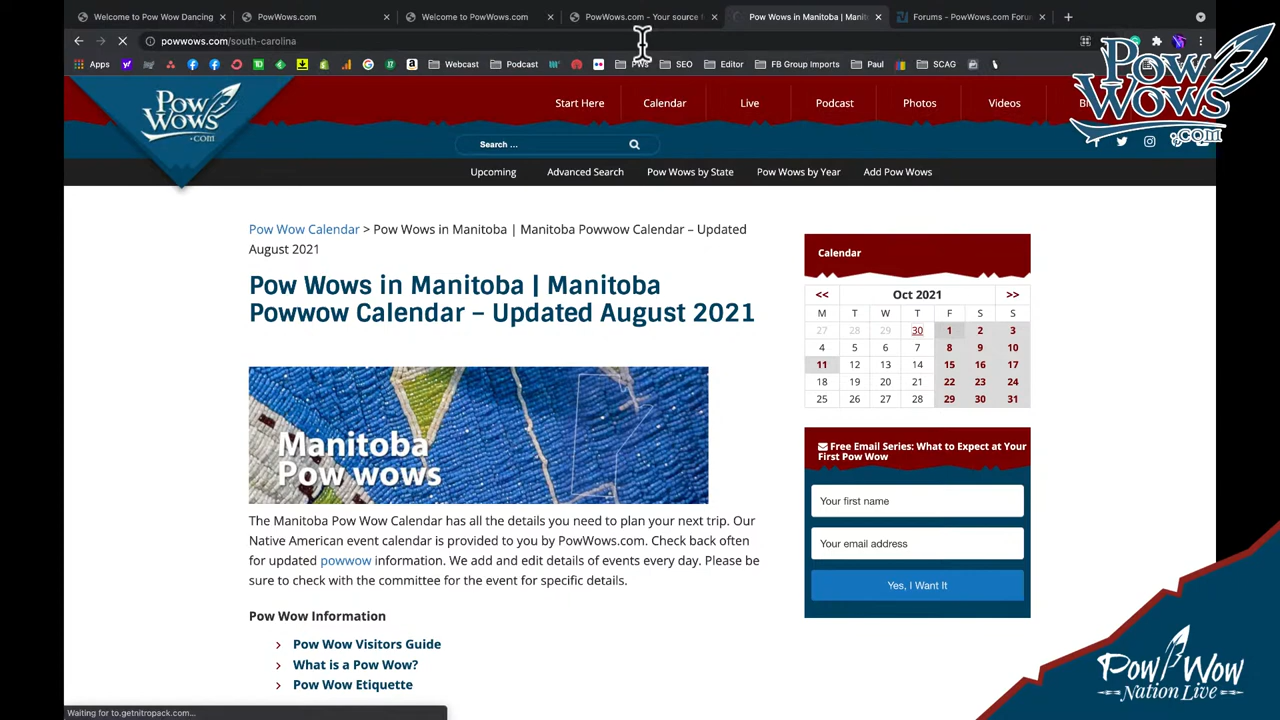 Welcome to Pow Wow Dancing
PowWows.com
Welcome to PowWows.com
PowWows.com - Your source f
Pow Wows in Manitoba | Manit
Forums - PowWows.com Foru
powwows.com/south-carolina
Apps
Webcast
Podcast
PWs
SEO
Editor
FB Group Imports
Paul
SCAG
Pow Wows .com
Start Here
Calendar
Live
Podcast
Photos
Videos
Pow Wows .com
Search ...
Upcoming
Advanced Search
Pow Wows by State
Pow Wows by Year
Add Pow Wows
Pow Wow Calendar > Pow Wows in Manitoba | Manitoba Powwow Calendar – Updated
August 2021
Pow Wows in Manitoba | Manitoba
Powwow Calendar – Updated August 2021
Manitoba
Pow wows
The Manitoba Pow Wow Calendar has all the details you need to plan your next trip. Our
Native American event calendar is provided to you by PowWows.com. Check back often
for updated powwow information. We add and edit details of events every day. Please be
sure to check with the committee for the event for specific details.
Pow Wow Information
Pow Wow Visitors Guide
What is a Pow Wow?
Pow Wow Etiquette
Calendar
<< Oct 2021 >>
M T W T F S S
27 28 29 30 1 2 3
4 5 6 7 8 9 10
11 12 13 14 15 16 17
18 19 20 21 22 23 24
25 26 27 28 29 30 31
Free Email Series: What to Expect at Your
First Pow Wow
Your first name
Your email address
Yes, I Want It
Pow Wow
Nation Live
Waiting for to.getnitropack.com...